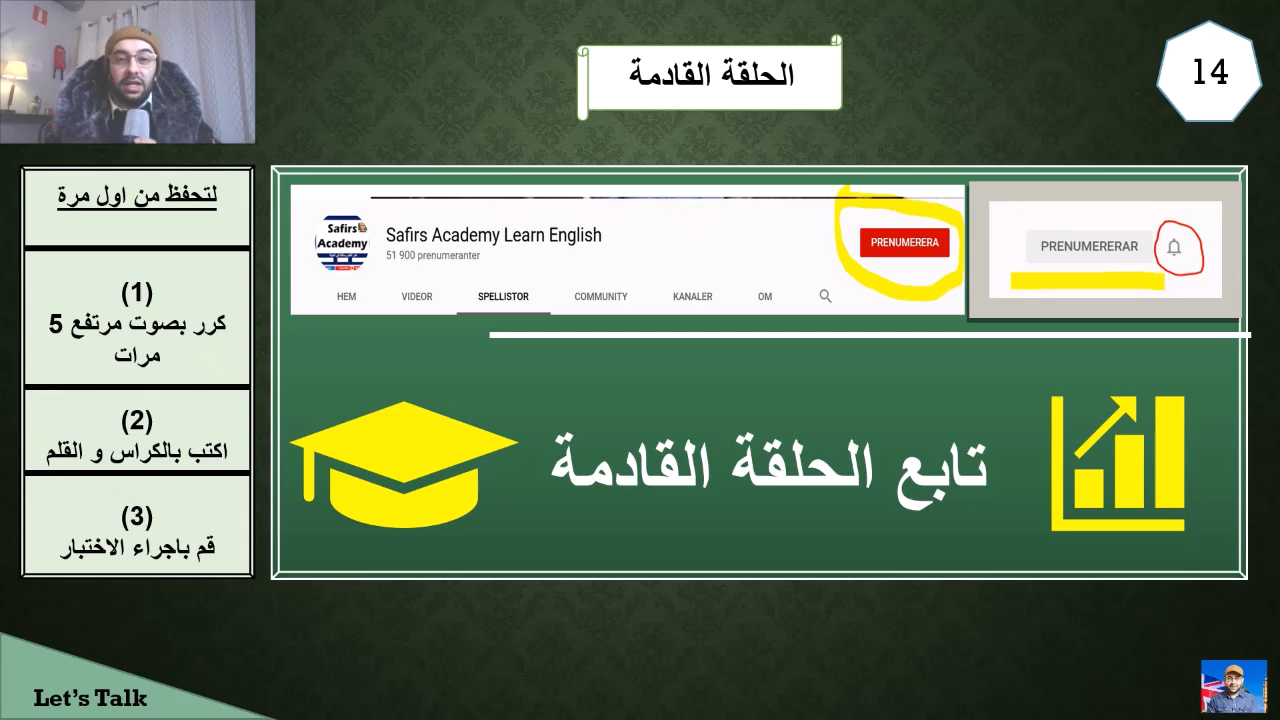 الحلقة القادمة
14
لتحفظ من اول مرة
(1)
كرر بصوت مرتفع 5
مرات
(2)
اكتب بالكراس و القلم
(3)
قم باجراء الاختبار
Safirs
Academy
Safirs Academy Learn English
51 900 prenumeranter
PRENUMERERA
PRENUMERERAR
HEM VIDEOR SPELLISTOR COMMUNITY KANALER OM
تابع الحلقة القادمة
Let's Talk